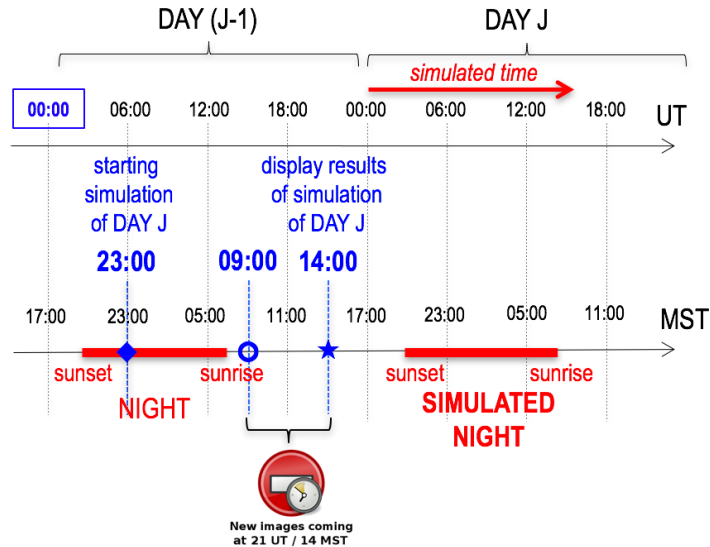 DAY (J-1) DAY J
simulated time
00:00 06:00 12:00 18:00 00:00 06:00 12:00 18:00 UT
starting
simulation
of DAY J
23:00
09:00
display results
of simulation
of DAY J
14:00
17:00 23:00 05:00 11:00 17:00 23:00 05:00 11:00 MST
sunset sunrise sunset sunrise
NIGHT
SIMULATED
NIGHT
New images coming
at 21 UT / 14 MST